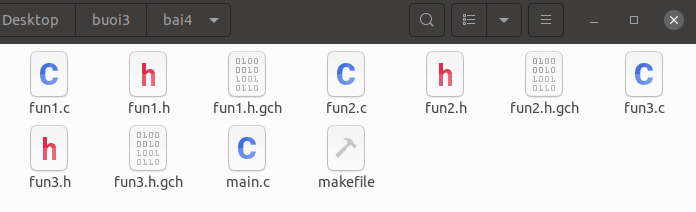 Desktop buoi3 bai4
fun1.c fun1.h fun1.h.gch fun2.c fun2.h fun2.h.gch fun3.c
fun3.h fun3.h.gch main.c makefile